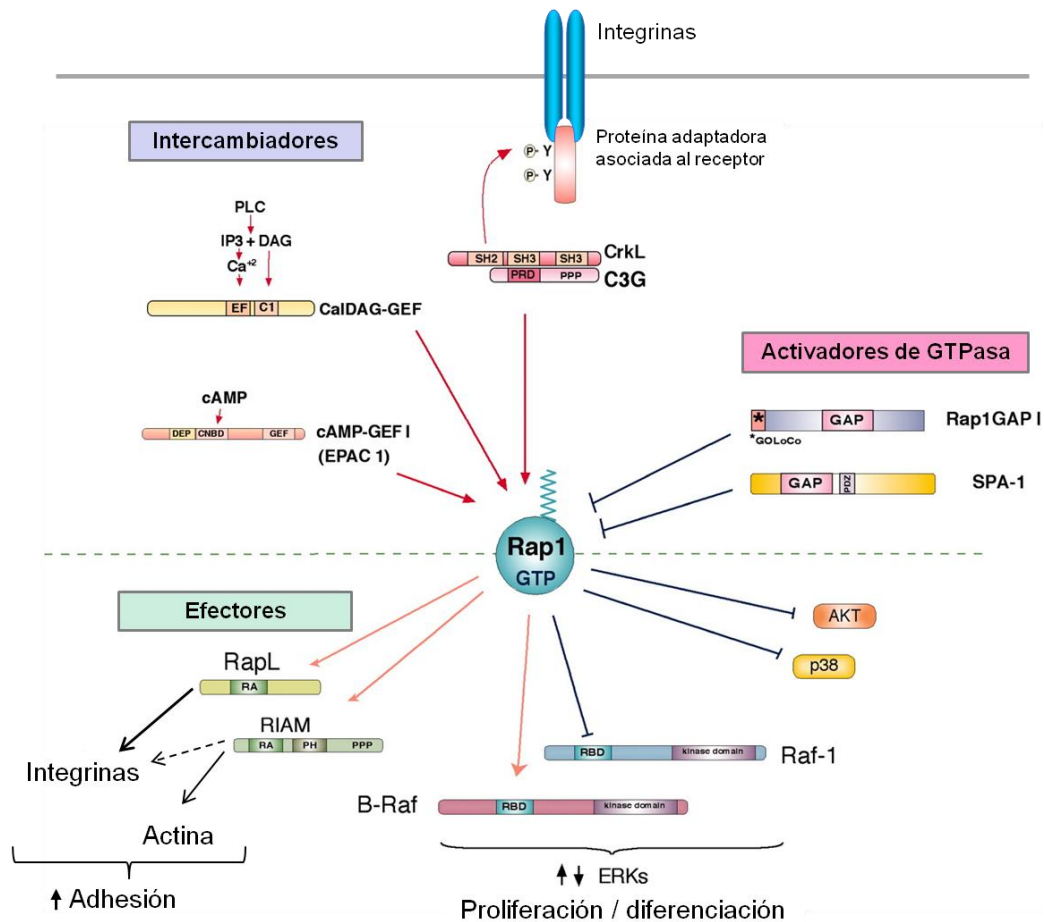 Integrinas
Intercambiadores
Proteína adaptadora
asociada al receptor
P - Y
P - Y
PLC
IP3 + DAG
Ca+2
EF C1
CalDAG-GEF
SH2 SH3 SH3
CrkL
PRD PPP
C3G
Activadores de GTPasa
cAMP
DEP CNBD GEF
cAMP-GEF I
(EPAC 1)
* GAP
Rap1GAP I
*GOLoCo
GAP PDZ
SPA-1
Rap1
GTP
Efectores
AKT
p38
RapL
RA
RIAM
RA PH PPP
Integrinas
Actina
RBD kinase domain
Raf-1
B-Raf
RBD kinase domain
Adhesión
ERKs
Proliferación / diferenciación